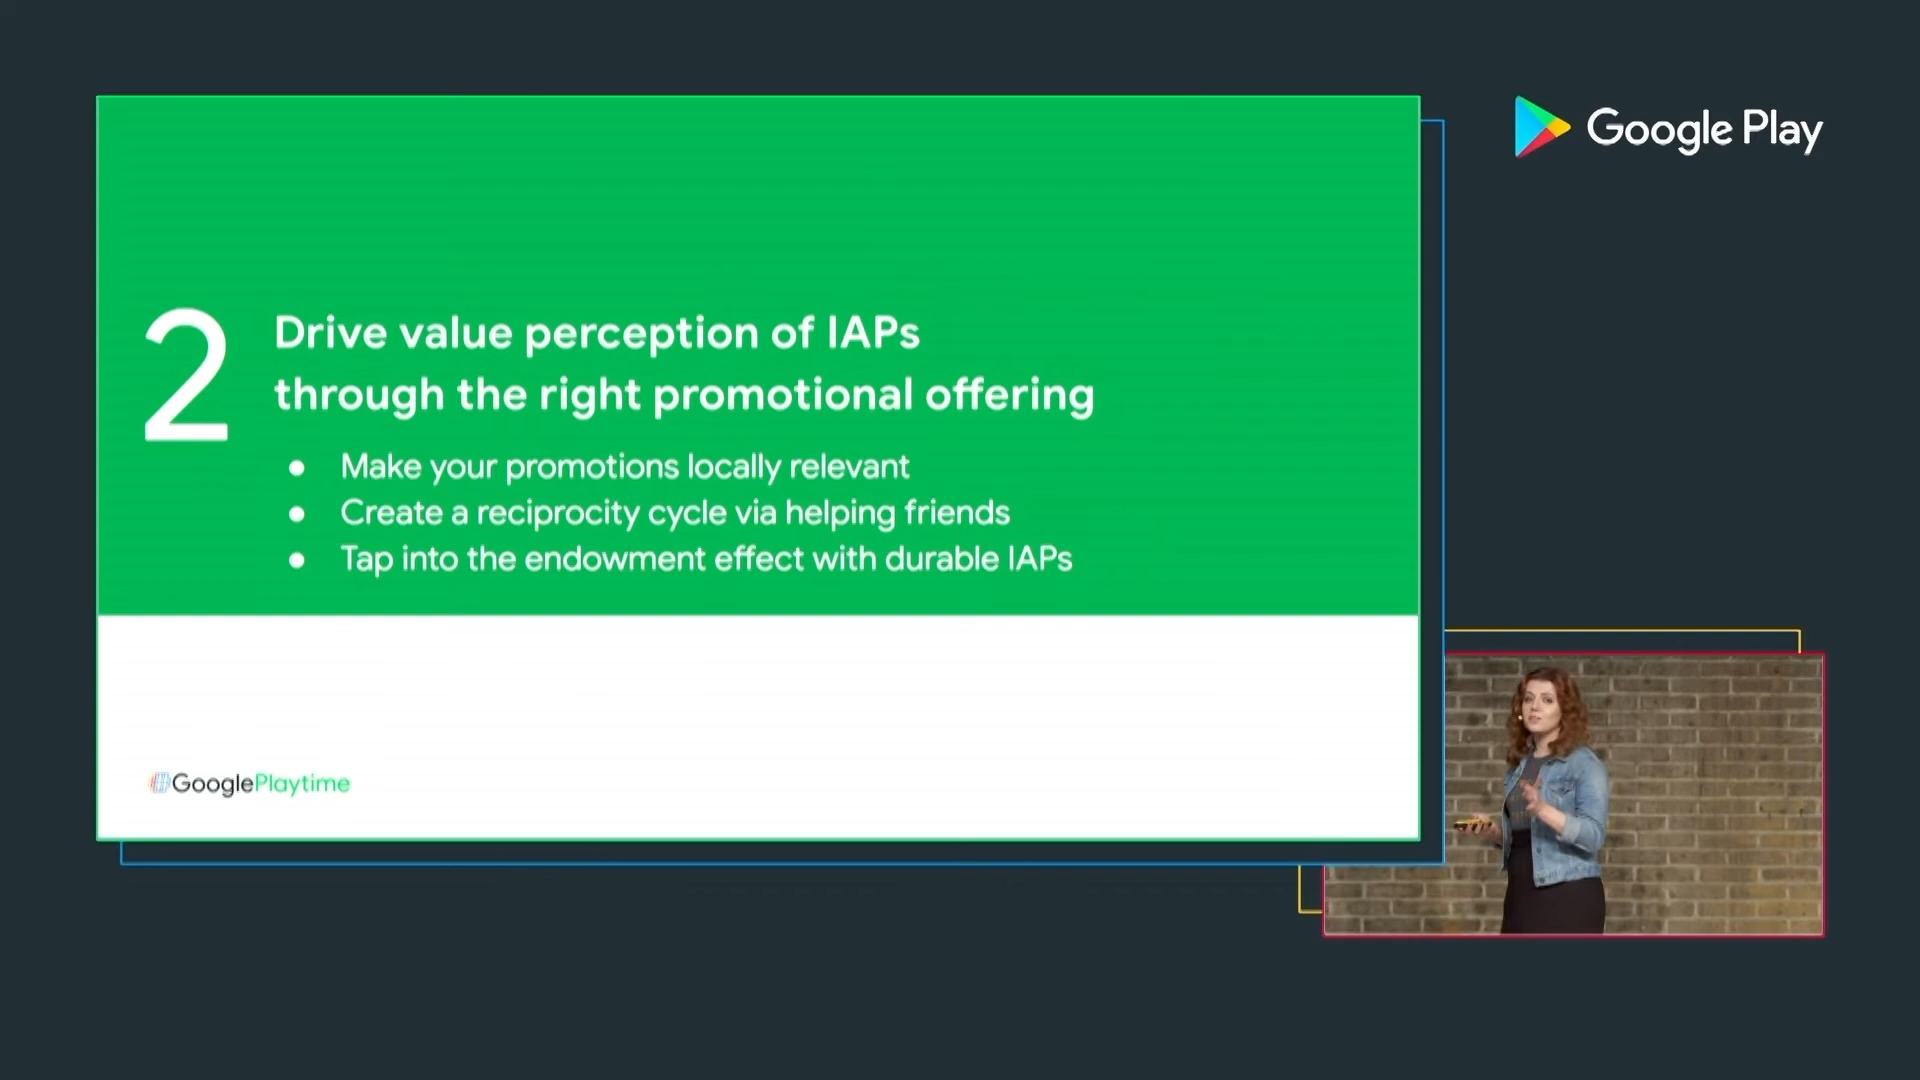 Google Play
2
Drive value perception of IAPs
through the right promotional offering
● Make your promotions locally relevant
● Create a reciprocity cycle via helping friends
● Tap into the endowment effect with durable IAPs
GooglePlaytime